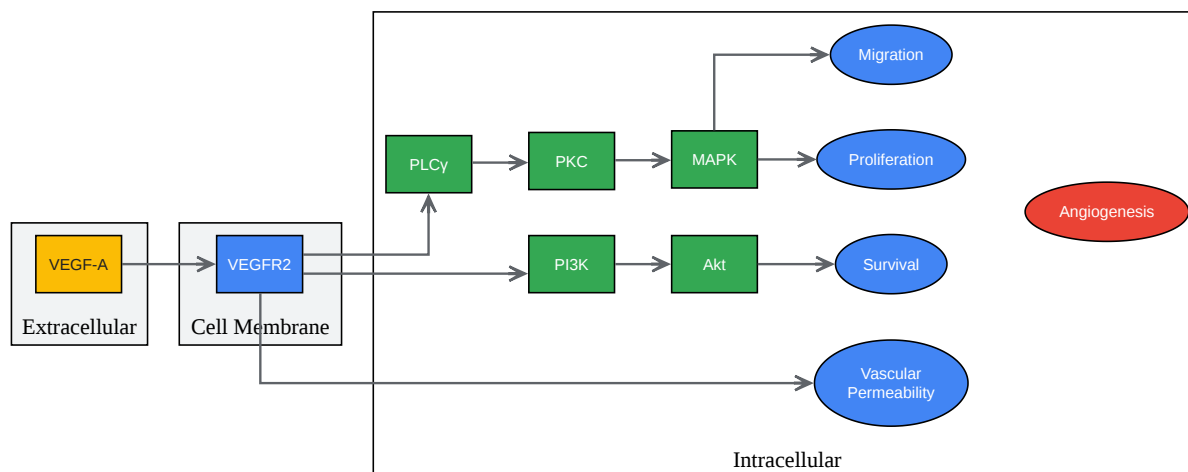 Migration
PLCγ
PKC
MAPK
Proliferation
Angiogenesis
VEGF-A
VEGFR2
PI3K
Akt
Survival
Extracellular
Cell Membrane
Vascular
Permeability
Intracellular